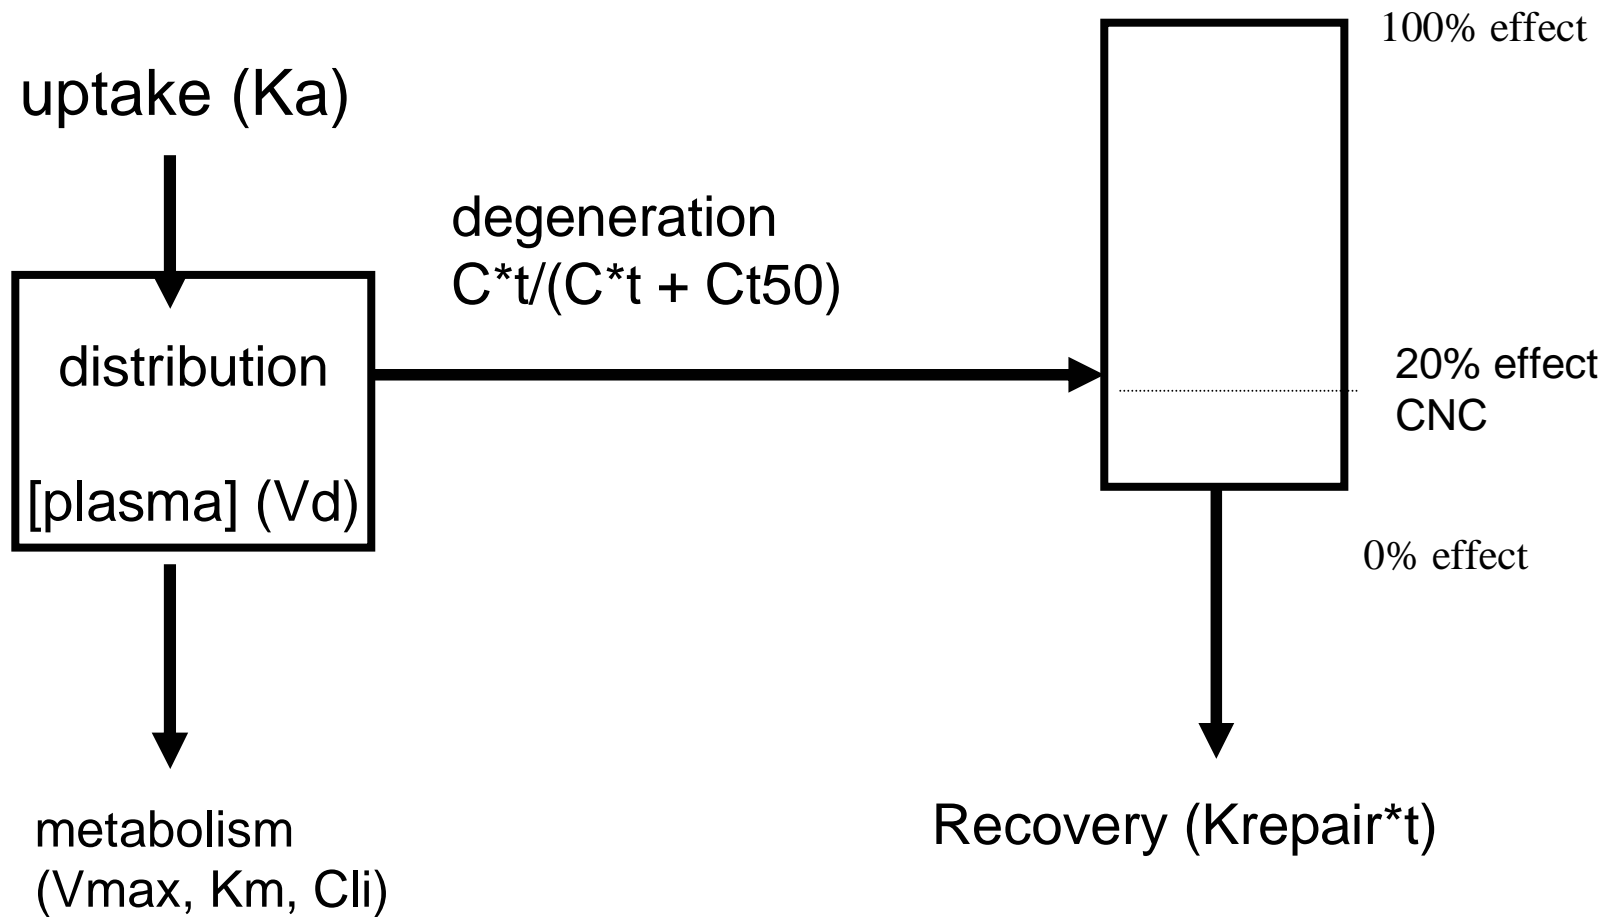 uptake (Ka)
distribution
[plasma] (Vd)
metabolism
(Vmax, Km, Cli)
degeneration
C*t/(C*t + Ct50)
100% effect
20% effect
CNC
0% effect
Recovery (Krepair*t)